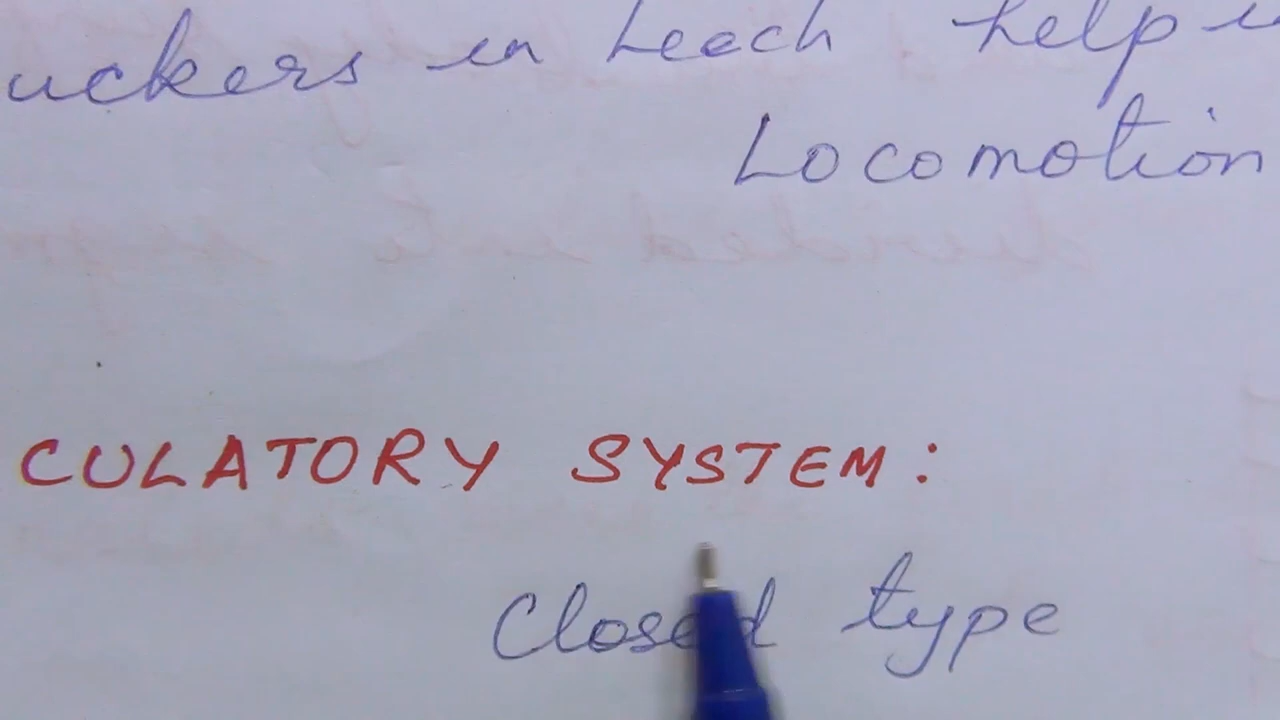 uckers in Leech help i
Locomotion
CULATORY SYSTEM:
Closed type